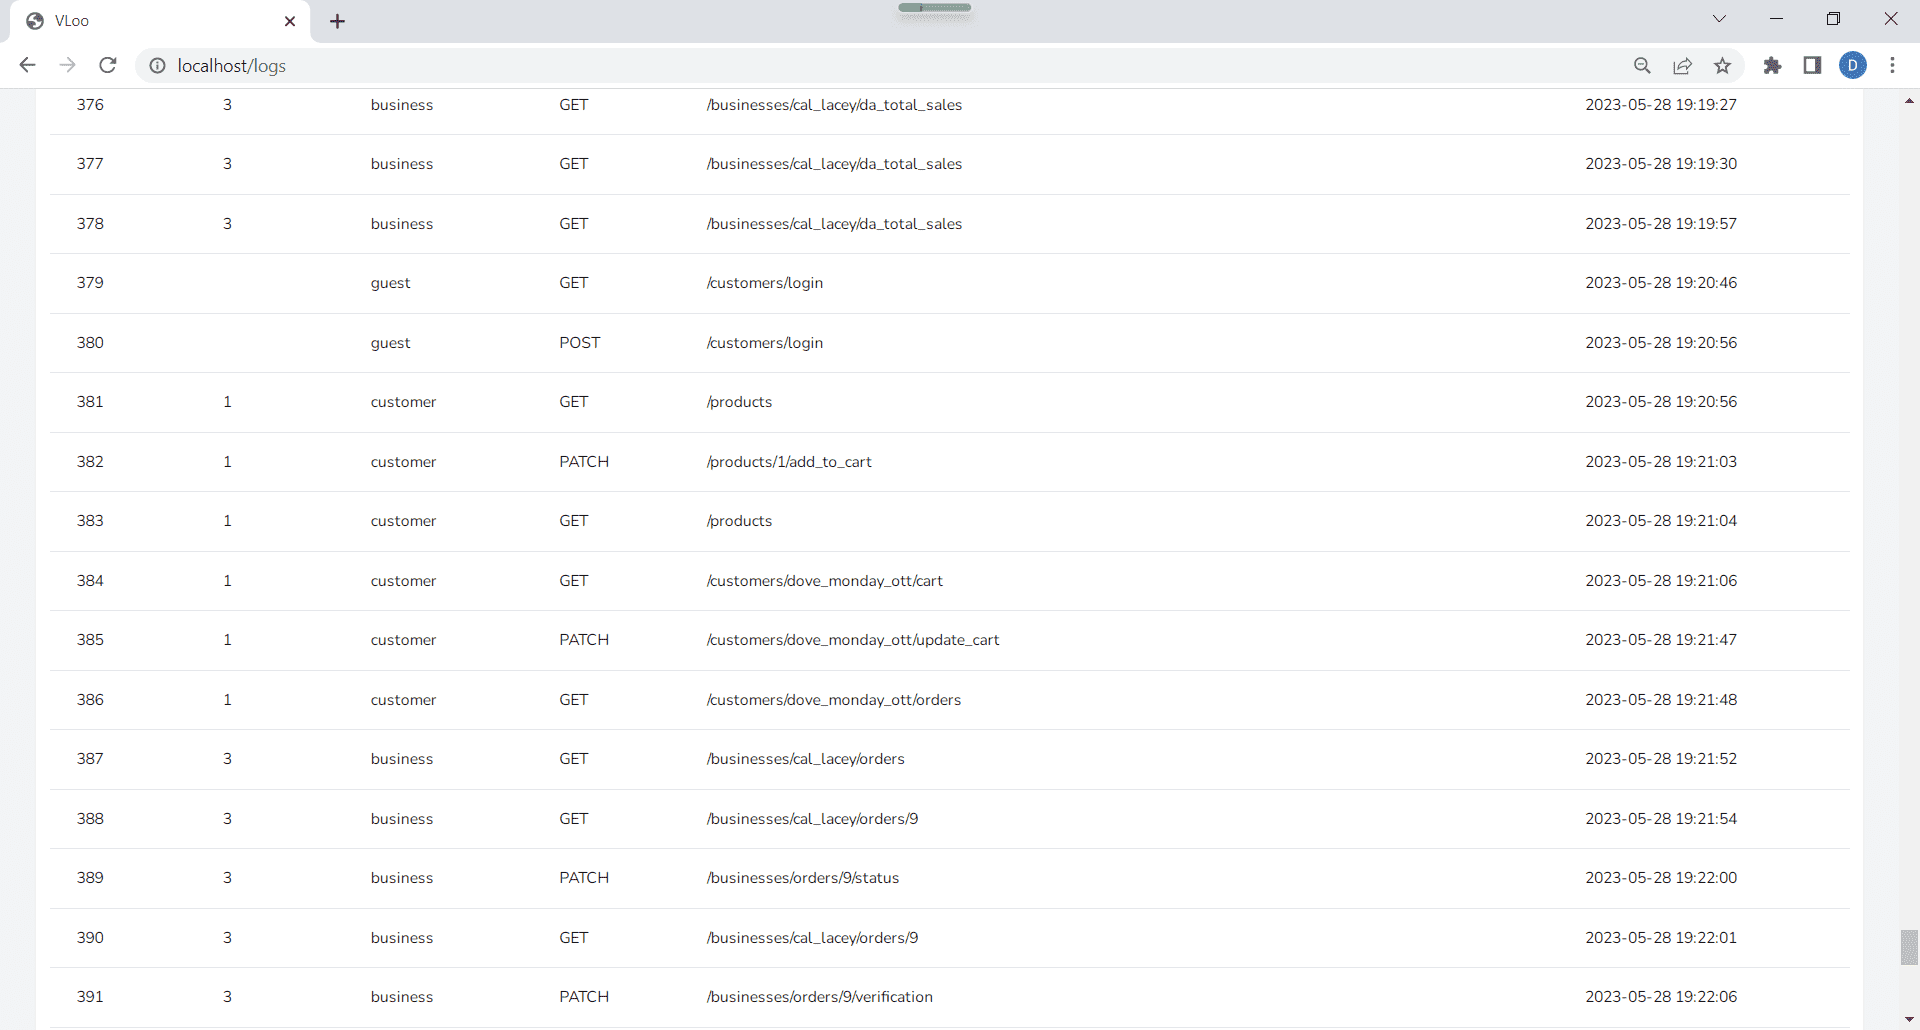 VLoo
localhost/logs
D
376 3 business GET /businesses/cal_lacey/da_total_sales 2023-05-28 19:19:27
377 3 business GET /businesses/cal_lacey/da_total_sales 2023-05-28 19:19:30
378 3 business GET /businesses/cal_lacey/da_total_sales 2023-05-28 19:19:57
379 guest GET /customers/login 2023-05-28 19:20:46
380 guest POST /customers/login 2023-05-28 19:20:56
381 1 customer GET /products 2023-05-28 19:20:56
382 1 customer PATCH /products/1/add_to_cart 2023-05-28 19:21:03
383 1 customer GET /products 2023-05-28 19:21:04
384 1 customer GET /customers/dove_monday_ott/cart 2023-05-28 19:21:06
385 1 customer PATCH /customers/dove_monday_ott/update_cart 2023-05-28 19:21:47
386 1 customer GET /customers/dove_monday_ott/orders 2023-05-28 19:21:48
387 3 business GET /businesses/cal_lacey/orders 2023-05-28 19:21:52
388 3 business GET /businesses/cal_lacey/orders/9 2023-05-28 19:21:54
389 3 business PATCH /businesses/orders/9/status 2023-05-28 19:22:00
390 3 business GET /businesses/cal_lacey/orders/9 2023-05-28 19:22:01
391 3 business PATCH /businesses/orders/9/verification 2023-05-28 19:22:06